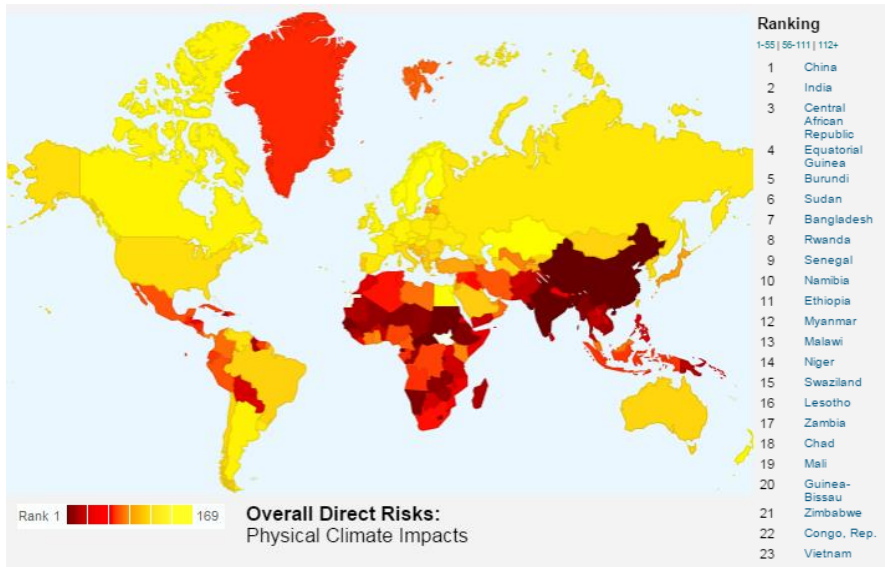 Ranking
1-55 | 56-111 | 112+
1 China
2 India
3 Central
African
Republic
4 Equatorial
Guinea
5 Burundi
6 Sudan
7 Bangladesh
8 Rwanda
9 Senegal
10 Namibia
11 Ethiopia
12 Myanmar
13 Malawi
14 Niger
15 Swaziland
16 Lesotho
17 Zambia
18 Chad
19 Mali
20 Guinea-
Bissau
21 Zimbabwe
22 Congo, Rep.
23 Vietnam
Rank 1 169
Overall Direct Risks:
Physical Climate Impacts